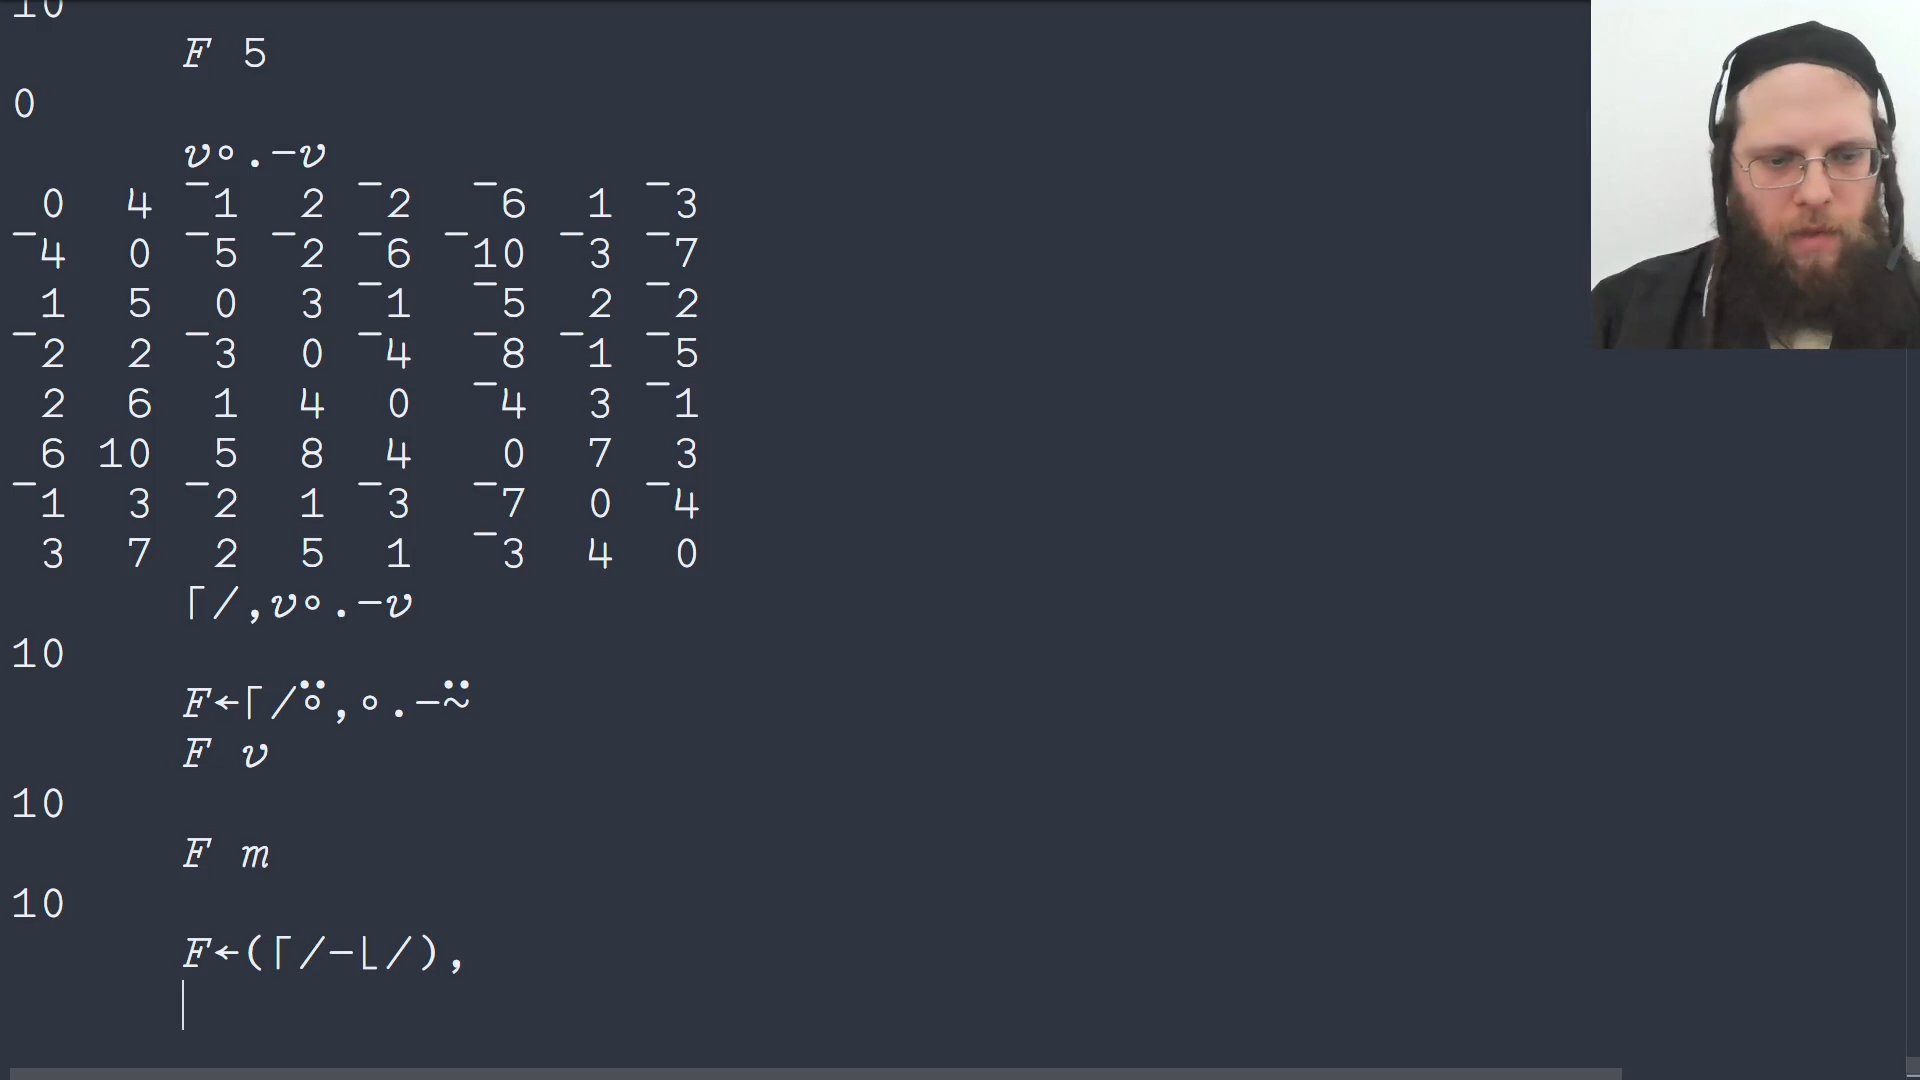 10
F 5
0
v∘.-v
0 4 ¯1 2 ¯2 ¯6 1 ¯3
¯4 0 ¯5 ¯2 ¯6 ¯10 ¯3 ¯7
1 5 0 3 ¯1 ¯5 2 ¯2
¯2 2 ¯3 0 ¯4 ¯8 ¯1 ¯5
2 6 1 4 0 ¯4 3 ¯1
6 10 5 8 4 0 7 3
¯1 3 ¯2 1 ¯3 ¯7 0 ¯4
3 7 2 5 1 ¯3 4 0
⌈/,v∘.-v
10
F←⌈/⍤,∘.-⍨
F v
10
F m
10
F←(⌈/-⌊/),